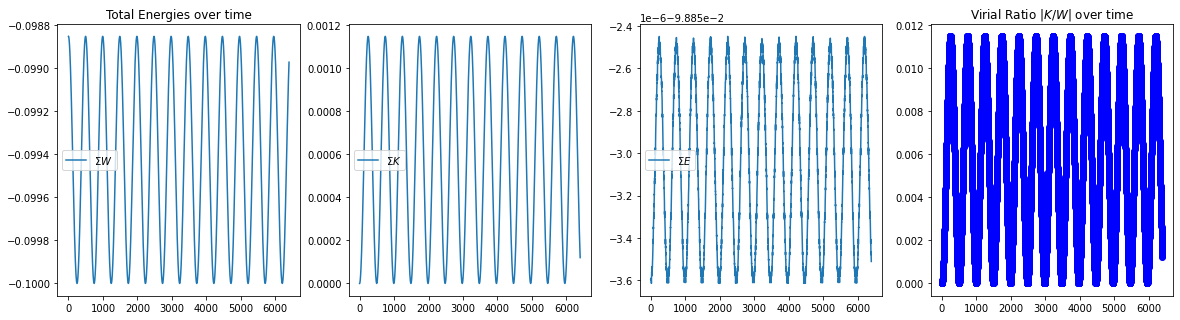 Total Energies over time
−0.0988
−0.0990
−0.0992
−0.0994
−0.0996
−0.0998
−0.1000
ΣW
0 1000 2000 3000 4000 5000 6000
0.0012
0.0010
0.0008
0.0006
0.0004
0.0002
0.0000
ΣK
0 1000 2000 3000 4000 5000 6000
1e−6−9.885e−2
−2.4
−2.6
−2.8
−3.0
−3.2
−3.4
−3.6
ΣE
0 1000 2000 3000 4000 5000 6000
Virial Ratio |K/W| over time
0.012
0.010
0.008
0.006
0.004
0.002
0.000
0 1000 2000 3000 4000 5000 6000